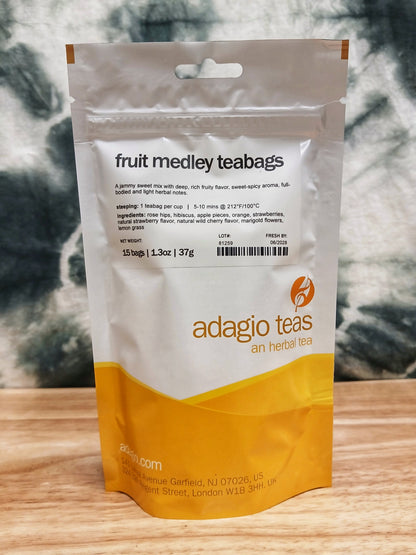 fruit medley teabags
A jammy sweet mix with deep, rich fruity flavor, sweet-spicy aroma, full-
bodied and light herbal notes.
steeping: 1 teabag per cup | 5-10 mins @ 212°F/100°C
ingredients: rose hips, hibiscus, apple pieces, orange, strawberries,
natural strawberry flavor, natural wild cherry flavor, marigold flowers,
lemon grass
NET WEIGHT: LOT#: FRESH BY:
15 bags | 1.3oz | 37g 81259 06/2028
adagio teas
an herbal tea
Avenue Garfield, NJ 07026, US
Street, London W1B 3HH, UK